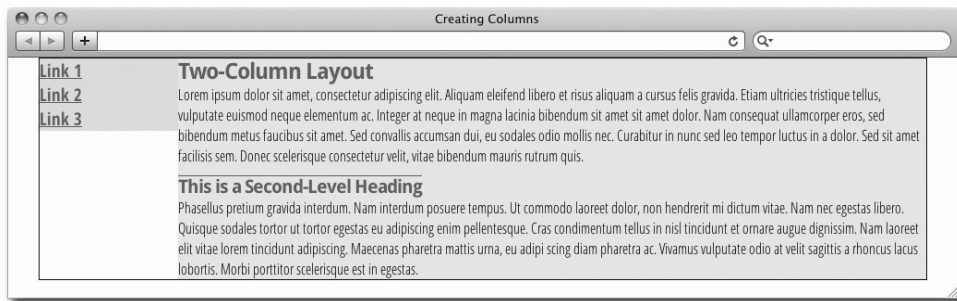 Creating Columns
Link 1
Link 2
Link 3
Two-Column Layout
Lorem ipsum dolor sit amet, consectetur adipiscing elit. Aliquam eleifend libero et risus aliquam a cursus felis gravida. Etiam ultricies tristique tellus,
vulputate euismod neque elementum ac. Integer at neque in magna lacinia bibendum sit amet sit amet dolor. Nam consequat ullamcorper eros, sed
bibendum metus faucibus sit amet. Sed convallis accumsan dui, eu sodales odio mollis nec. Curabitur in nunc sed leo tempor luctus in a dolor. Sed sit amet
facilisis sem. Donec scelerisque consectetur velit, vitae bibendum mauris rutrum quis.
This is a Second-Level Heading
Phasellus pretium gravida interdum. Nam interdum posuere tempus. Ut commodo laoreet dolor, non hendrerit mi dictum vitae. Nam nec egestas libero.
Quisque sodales tortor ut tortor egestas eu adipiscing enim pellentesque. Cras condimentum tellus in nisl tincidunt et ornare augue dignissim. Nam laoreet
elit vitae lorem tincidunt adipiscing. Maecenas pharetra mattis urna, eu adipi scing diam pharetra ac. Vivamus vulputate odio at velit sagittis a rhoncus lacus
lobortis. Morbi porttitor scelerisque est in egestas.